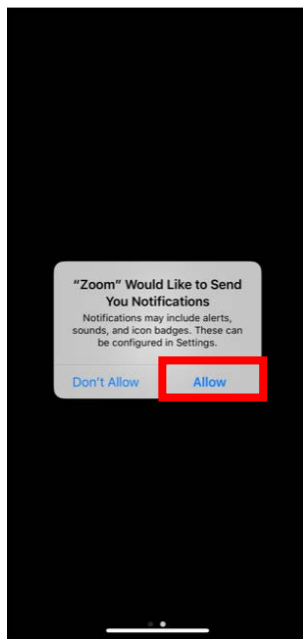 “Zoom” Would Like to Send
You Notifications
Notifications may include alerts,
sounds, and icon badges. These can
be configured in Settings.
Don’t Allow
Allow